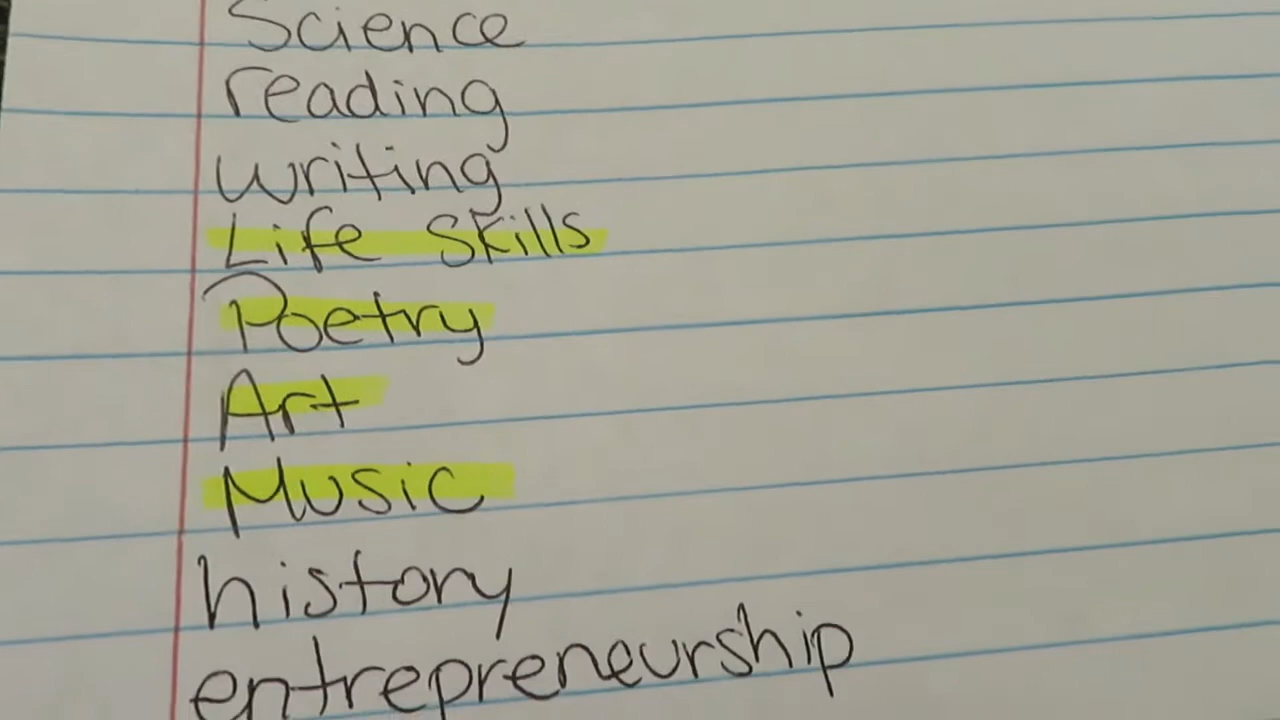 Science
reading
writing
Life Skills
Poetry
Art
Music
history
entrepreneurship